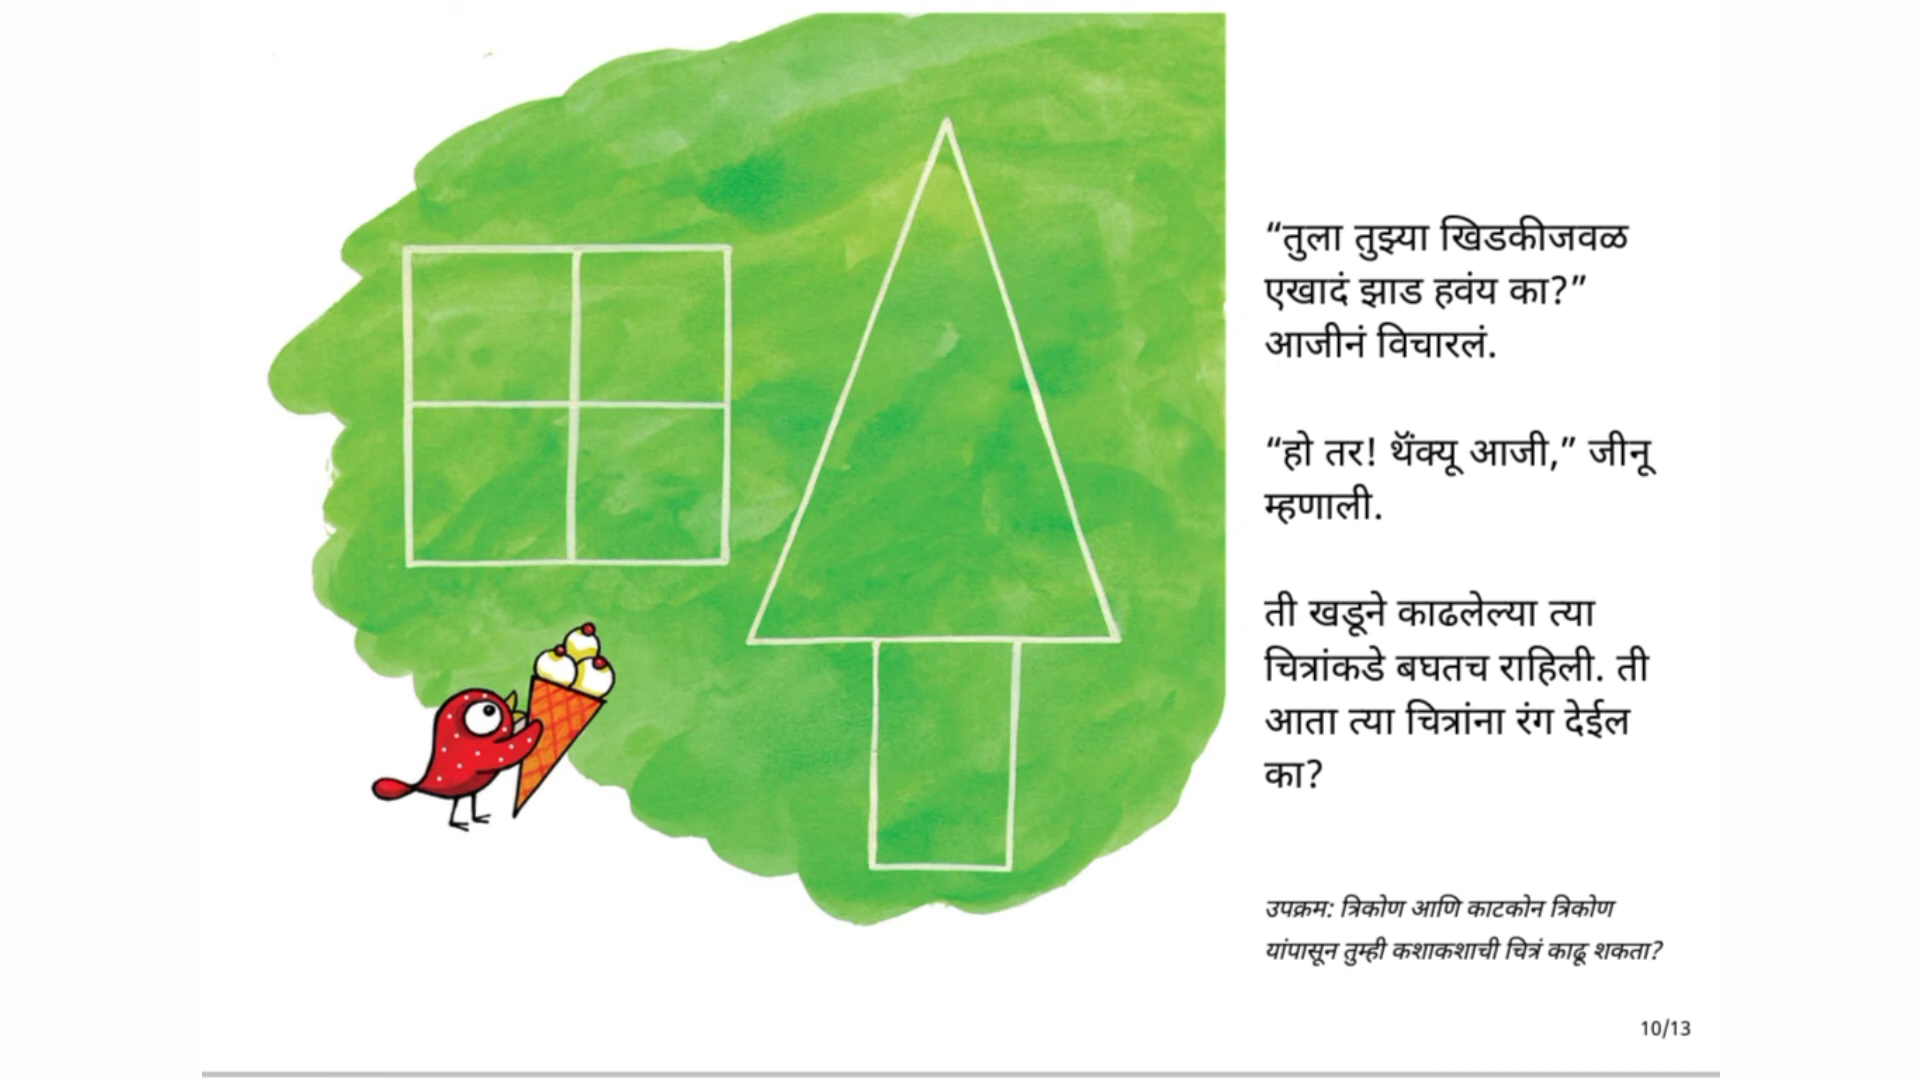 “तुला तुझ्या खिडकीजवळ
एखादं झाड हवंय का?”
आजीनं विचारलं.
“हो तर! थॅंक्यू आजी,” जीनू
म्हणाली.
ती खडूने काढलेल्या त्या
चित्रांकडे बघतच राहिली. ती
आता त्या चित्रांना रंग देईल
का?
उपक्रम: त्रिकोण आणि काटकोन त्रिकोण
यांपासून तुम्ही कशाकशाची चित्रं काढू शकता?
10/13